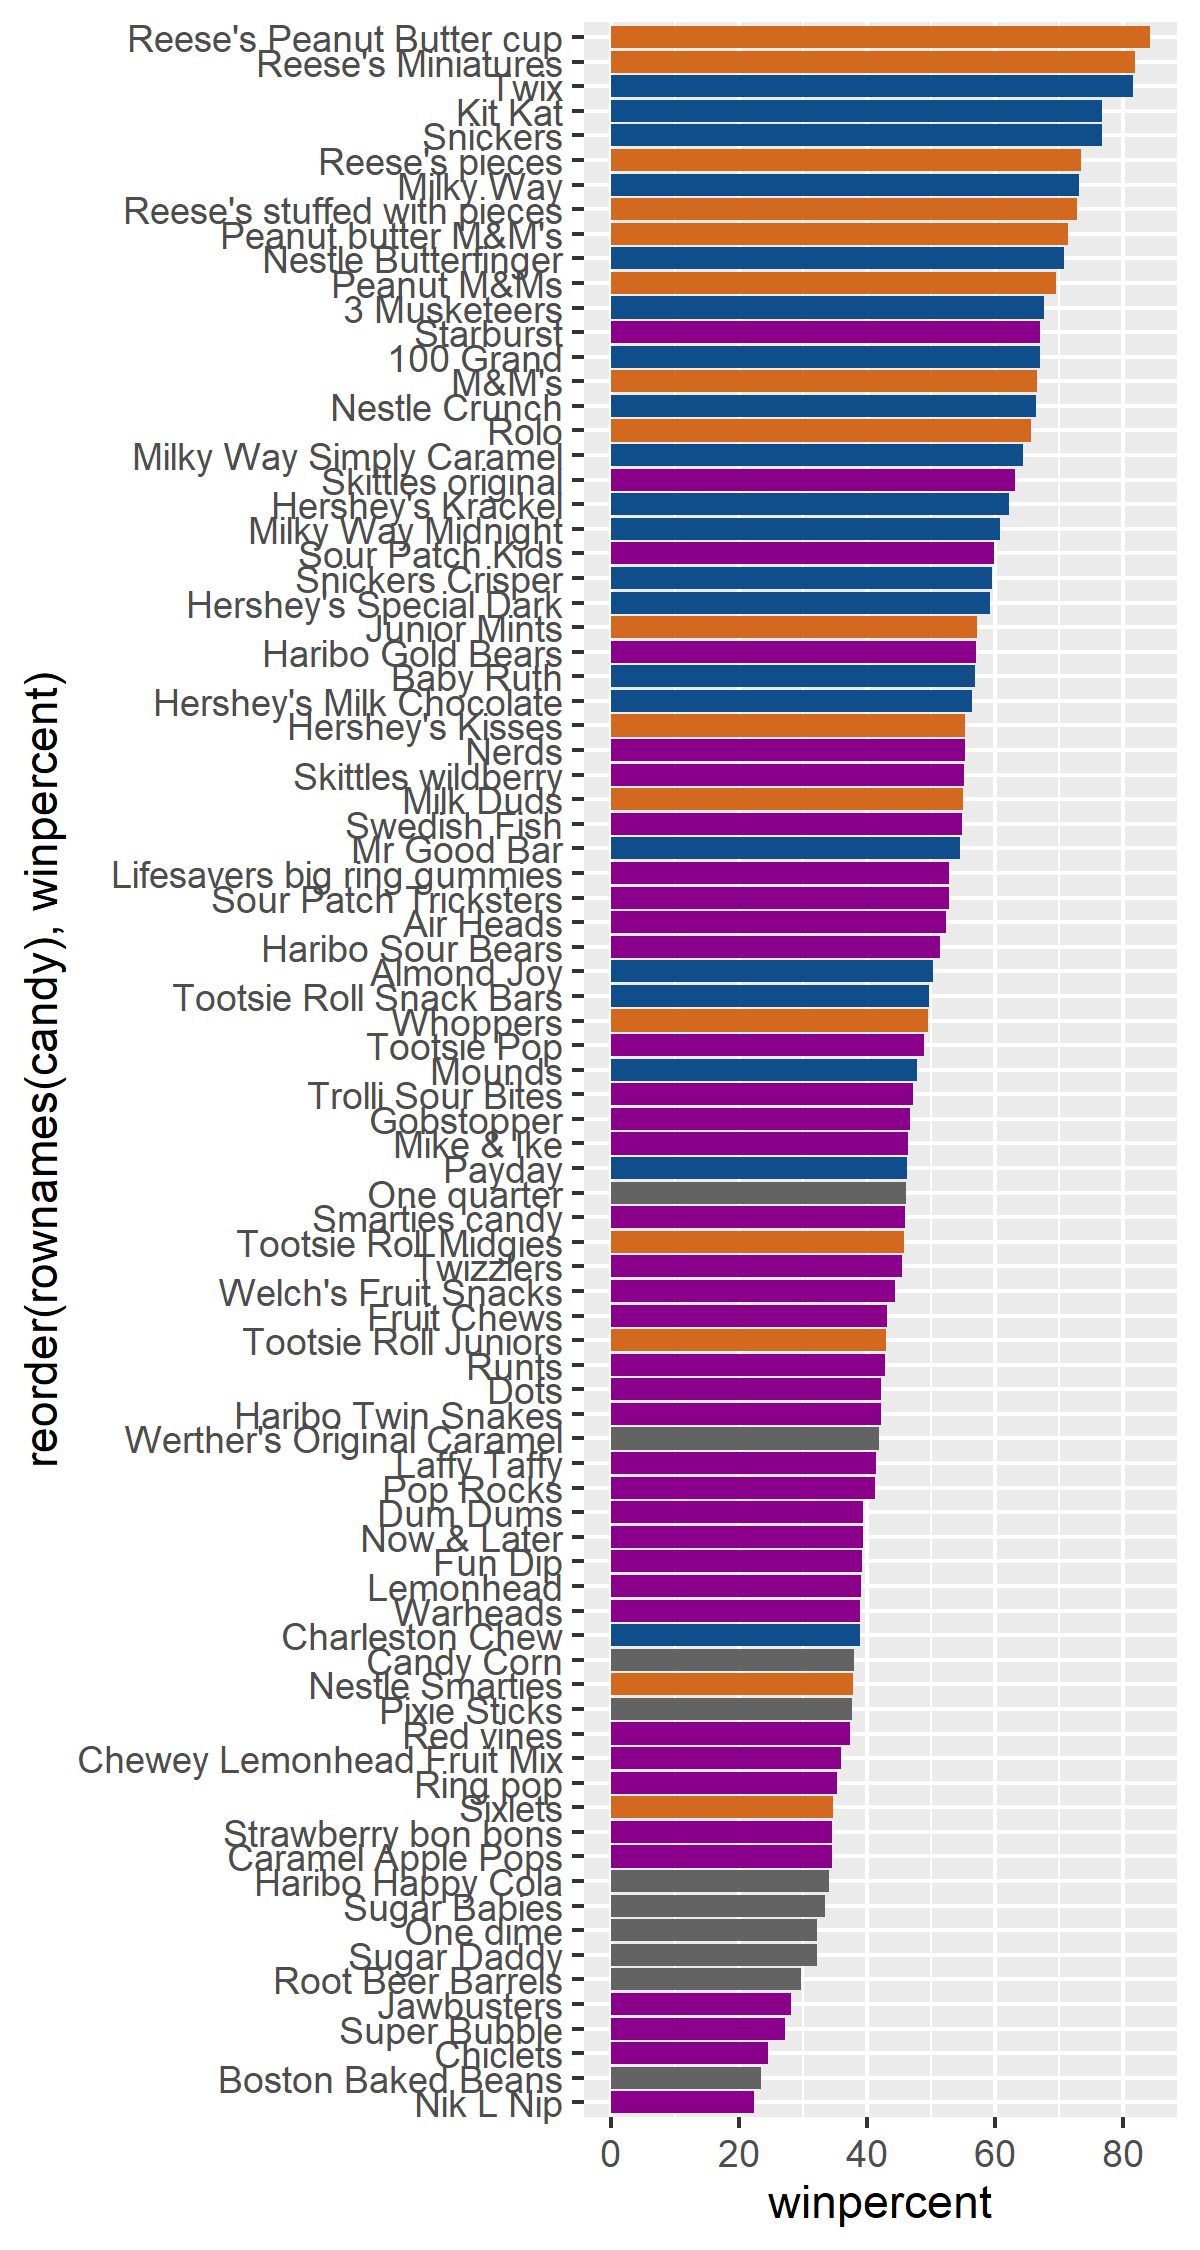 Reese's Peanut Butter cup
Reese's Miniatures
Twix
Kit Kat
Snickers
Reese's pieces
Milky Way
Reese's stuffed with pieces
Peanut butter M&M's
Nestle Butterfinger
Peanut M&Ms
3 Musketeers
Starburst
100 Grand
M&M's
Nestle Crunch
Rolo
Milky Way Simply Caramel
Skittles original
Hershey's Krackel
Milky Way Midnight
Sour Patch Kids
Snickers Crisper
Hershey's Special Dark
Junior Mints
Haribo Gold Bears
Baby Ruth
Hershey's Milk Chocolate
Hershey's Kisses
Nerds
Skittles wildberry
Milk Duds
Swedish Fish
Mr Good Bar
Lifesavers big ring gummies
Sour Patch Tricksters
Air Heads
Haribo Sour Bears
Almond Joy
Tootsie Roll Snack Bars
Whoppers
Tootsie Pop
Mounds
Trolli Sour Bites
Gobstopper
Mike & Ike
Payday
One quarter
Smarties candy
Tootsie Roll Midgies
Twizzlers
Welch's Fruit Snacks
Fruit Chews
Tootsie Roll Juniors
Runts
Dots
Haribo Twin Snakes
Werther's Original Caramel
Laffy Taffy
Pop Rocks
Dum Dums
Now & Later
Fun Dip
Lemonhead
Warheads
Charleston Chew
Candy Corn
Nestle Smarties
Pixie Sticks
Red vines
Chewey Lemonhead Fruit Mix
Ring pop
Sixlets
Strawberry bon bons
Caramel Apple Pops
Haribo Happy Cola
Sugar Babies
One dime
Sugar Daddy
Root Beer Barrels
Jawbusters
Super Bubble
Chiclets
Boston Baked Beans
Nik L Nip
reorder(rownames(candy), winpercent)
0 20 40 60 80
winpercent